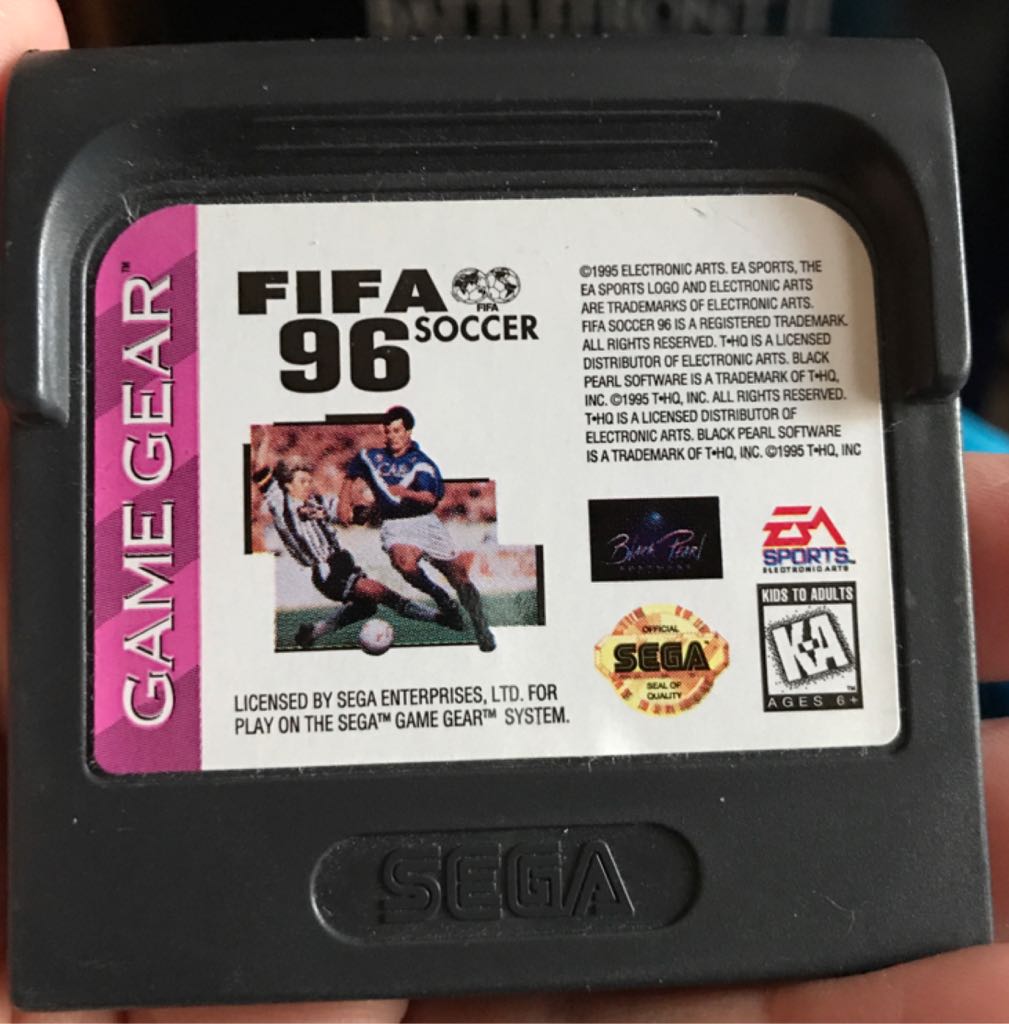 GAME GEAR™
FIFA
FIFA
96 SOCCER
LICENSED BY SEGA ENTERPRISES, LTD. FOR
PLAY ON THE SEGA™ GAME GEAR™ SYSTEM.
©1995 ELECTRONIC ARTS. EA SPORTS, THE
EA SPORTS LOGO AND ELECTRONIC ARTS
ARE TRADEMARKS OF ELECTRONIC ARTS.
FIFA SOCCER 96 IS A REGISTERED TRADEMARK.
ALL RIGHTS RESERVED. T•HQ IS A LICENSED
DISTRIBUTOR OF ELECTRONIC ARTS. BLACK
PEARL SOFTWARE IS A TRADEMARK OF T•HQ,
INC. ©1995 T•HQ, INC. ALL RIGHTS RESERVED.
T•HQ IS A LICENSED DISTRIBUTOR OF
ELECTRONIC ARTS. BLACK PEARL SOFTWARE
IS A TRADEMARK OF T•HQ, INC. ©1995 T•HQ, INC
Black Pearl
SOFTWARE
EA
SPORTS™
ELECTRONIC ARTS
OFFICIAL
SEGA™
SEAL OF
QUALITY
KIDS TO ADULTS
K-A
™
AGES 6+
SEGA